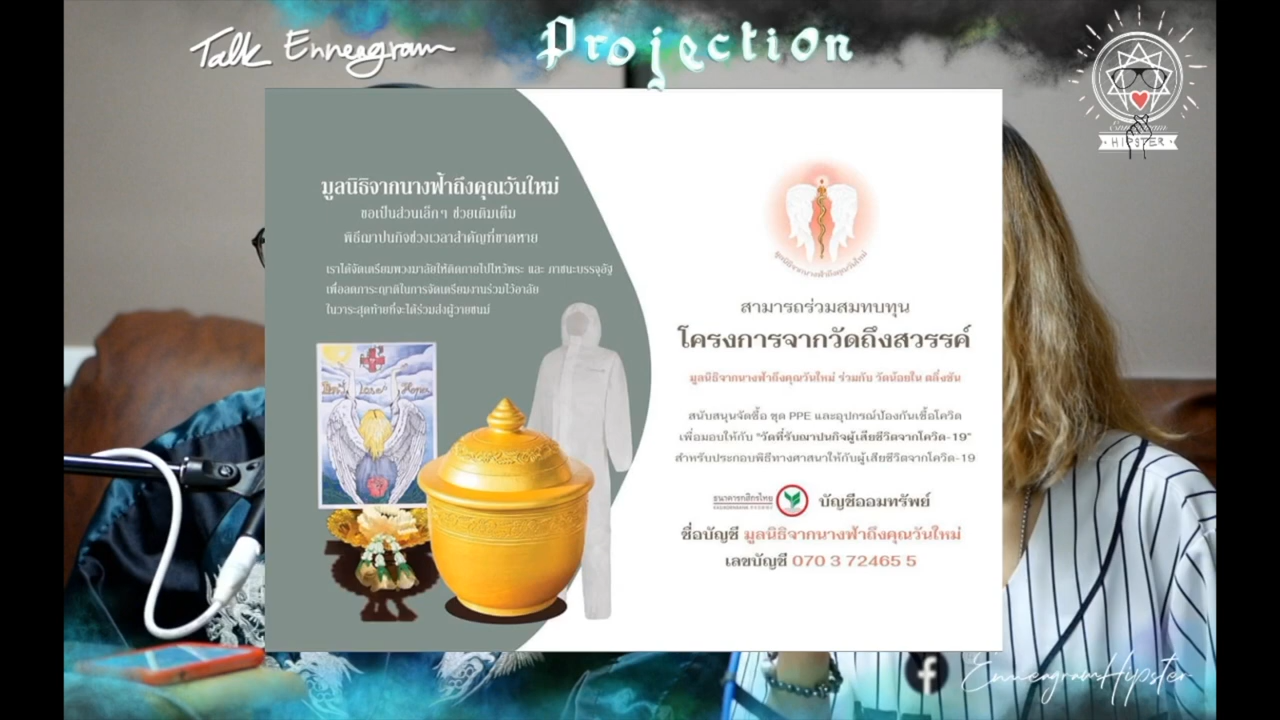 Talk Enneagram
Projection
Enneagram
HIPSTER
มูลนิธิจากนางฟ้าถึงคุณวันใหม่
ขอเป็นส่วนเล็กๆ ช่วยเติมเต็ม
พิธีฌาปนกิจช่วงเวลาสำคัญที่ขาดหาย
เราได้จัดเตรียมพวงมาลัยให้ติดกายไปไหว้พระ และ ภาชนะบรรจุอัฐิ
เพื่อลดภาระญาติในการจัดเตรียมงานร่วมไว้อาลัย
ในวาระสุดท้ายที่จะได้ร่วมส่งผู้วายชนม์
มูลนิธิจากนางฟ้าถึงคุณวันใหม่
สามารถร่วมสมทบทุน
โครงการจากวัดถึงสวรรค์
มูลนิธิจากนางฟ้าถึงคุณวันใหม่ ร่วมกับ วัดน้อยใน ตลิ่งชัน
สนับสนุนจัดซื้อ ชุด PPE และอุปกรณ์ป้องกันเชื้อโควิด
เพื่อมอบให้กับ "วัดที่รับฌาปนกิจผู้เสียชีวิตจากโควิด-19"
สำหรับประกอบพิธีทางศาสนาให้กับผู้เสียชีวิตจากโควิด-19
ธนาคารกสิกรไทย
บัญชีออมทรัพย์
ชื่อบัญชี มูลนิธิจากนางฟ้าถึงคุณวันใหม่
เลขบัญชี 070 3 72465 5
EnneagramHipster